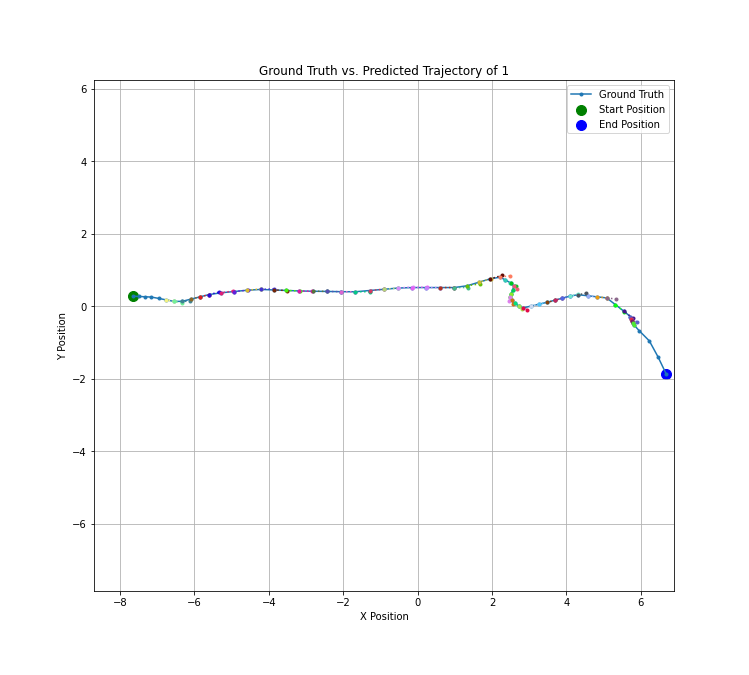 Ground Truth vs. Predicted Trajectory of 1
Ground Truth
Start Position
End Position
6
4
2
0
−2
−4
−6
Y Position
−8 −6 −4 −2 0 2 4 6
X Position